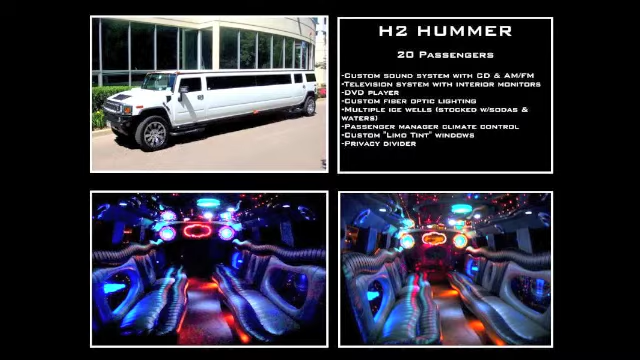 H2 HUMMER
20 PASSENGERS
-CUSTOM SOUND SYSTEM WITH CD & AM/FM
-TELEVISION SYSTEM WITH INTERIOR MONITORS
-DVD PLAYER
-CUSTOM FIBER OPTIC LIGHTING
-MULTIPLE ICE WELLS (STOCKED W/SODAS &
WATERS)
-PASSENGER MANAGER CLIMATE CONTROL
-CUSTOM "LIMO TINT" WINDOWS
-PRIVACY DIVIDER